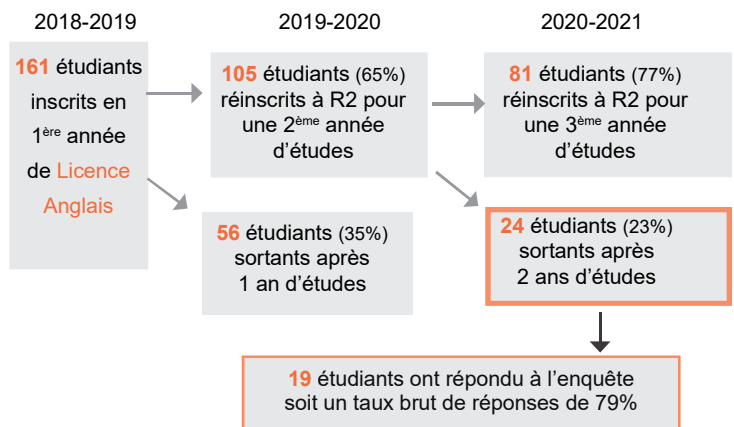 2018-2019
2019-2020
2020-2021
161 étudiants
inscrits en
1ère année
de Licence
Anglais
105 étudiants (65%)
réinscrits à R2 pour
une 2ème année
d’études
81 étudiants (77%)
réinscrits à R2 pour
une 3ème année
d’études
56 étudiants (35%)
sortants après
1 an d’études
24 étudiants (23%)
sortants après
2 ans d’études
19 étudiants ont répondu à l’enquête
soit un taux brut de réponses de 79%